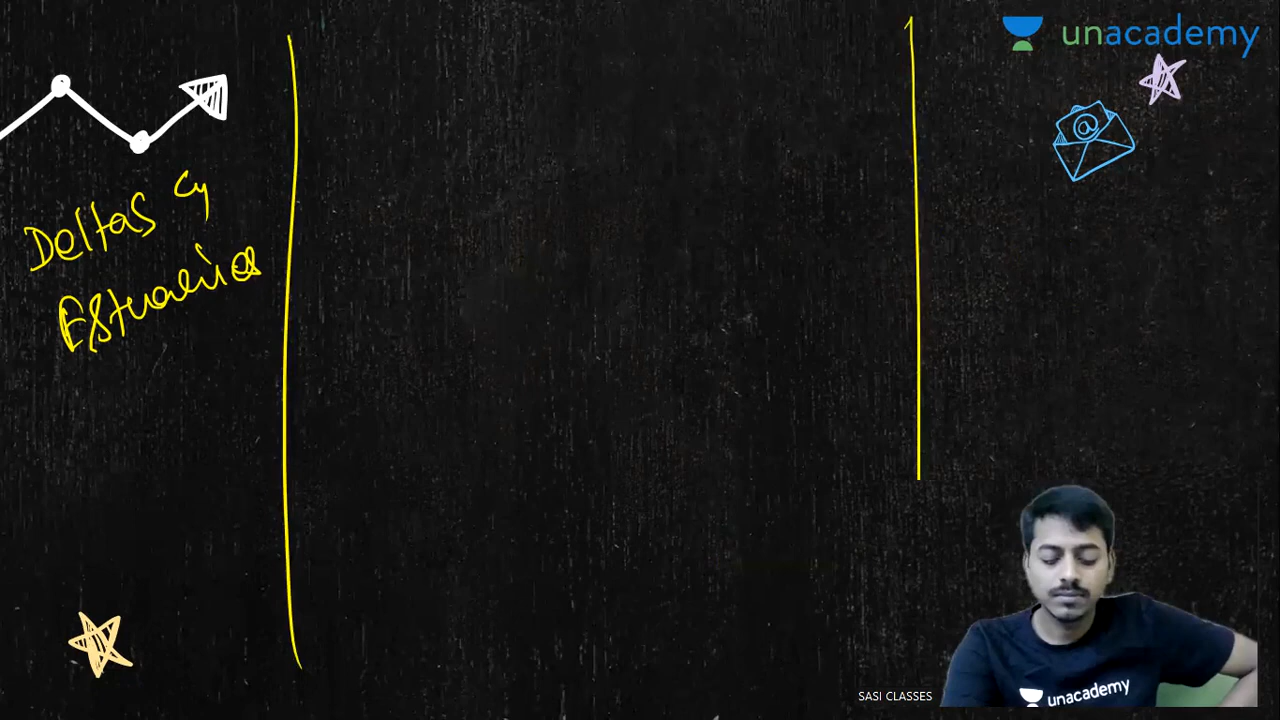 unacademy
@
Deltas &
Estuaries
unacademy
SASI CLASSES